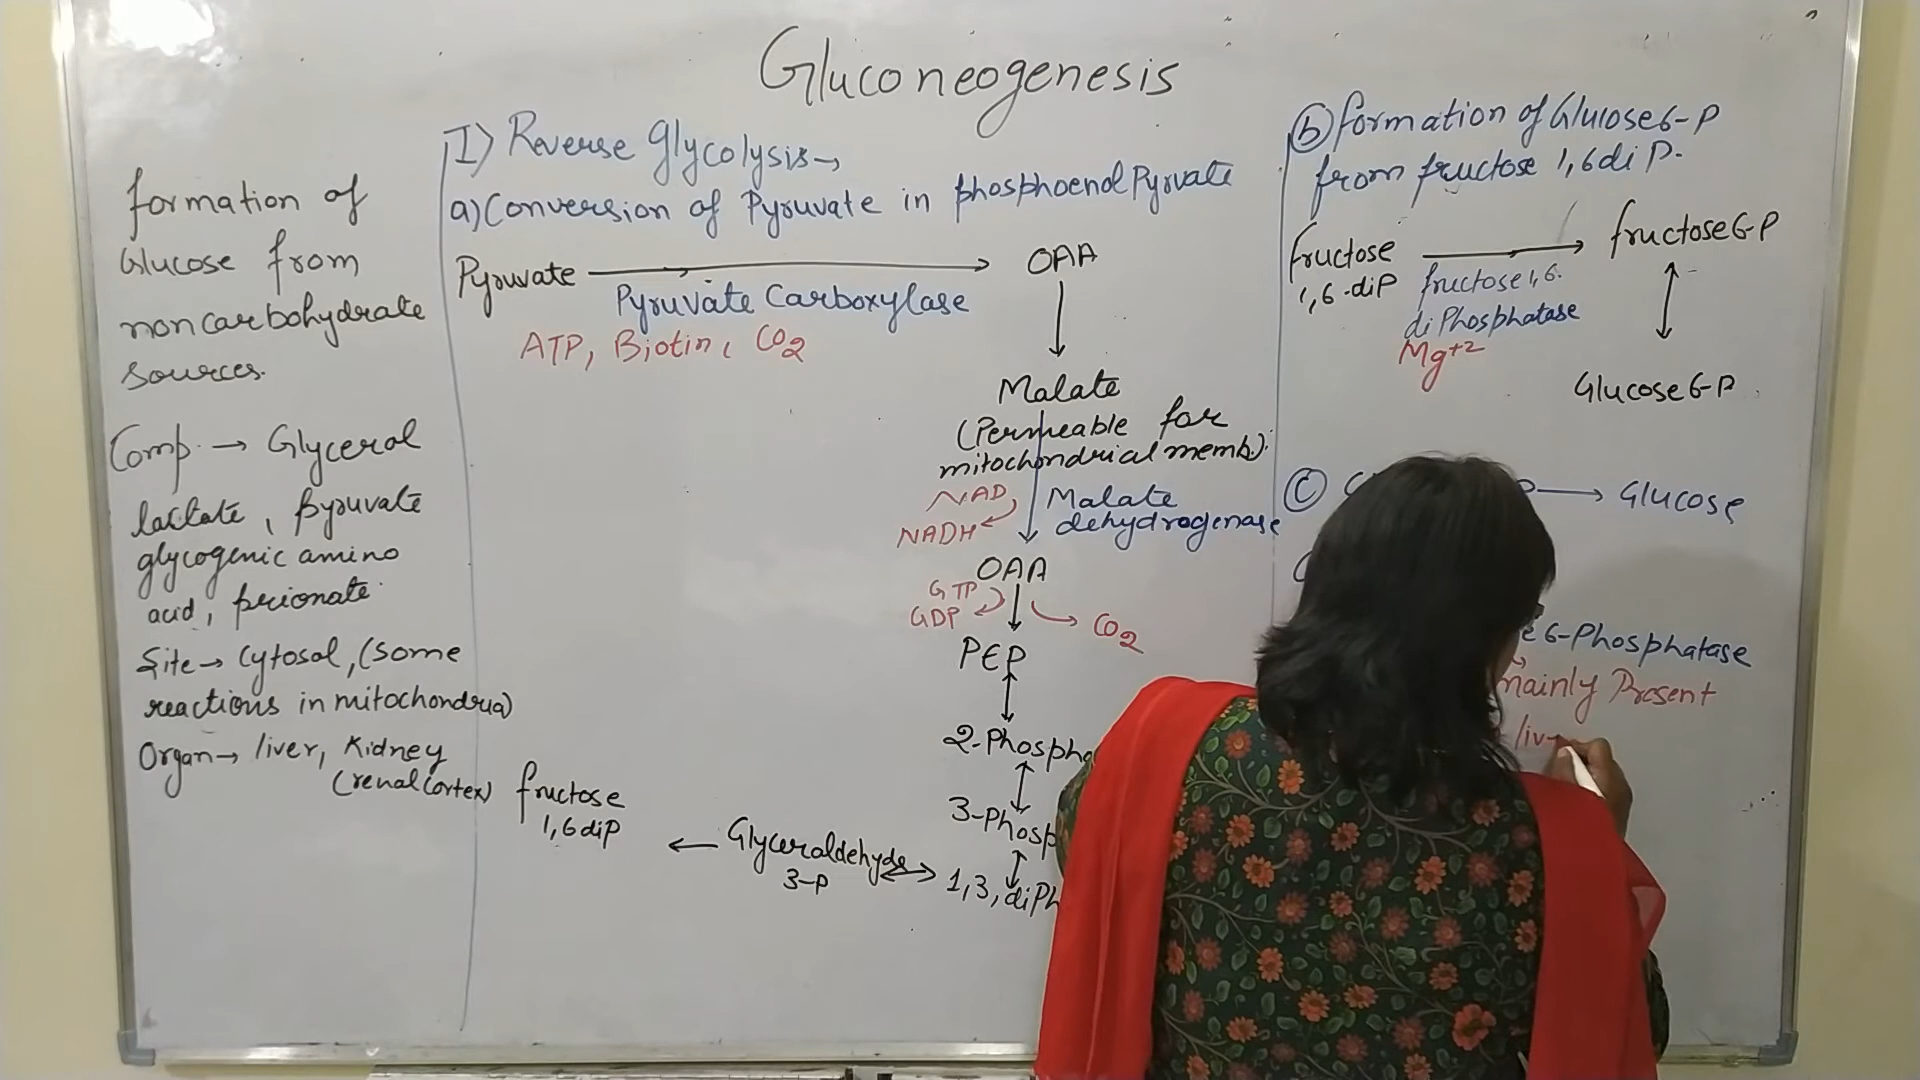 Gluconeogenesis
formation of
Glucose from
noncarbohydrate
sources.
Comp. → Glycerol
lactate, pyruvate
glycogenic amino
acid, prionate
Site → Cytosol, (some
reactions in mitochondria)
Organ → liver, Kidney
(renal cortex)
I) Reverse Glycolysis →
a) Conversion of Pyruvate in phosphoenol Pyrvate
Pyruvate → OAA
Pyruvate Carboxylase
ATP, Biotin, CO2
Malate
(Permeable for
mitochondrial memb.)
NAD Malate
NADH dehydrogenase
OAA
GTP
GDP CO2
PEP
2-Phospho
3-Phosp
1,3, diPh
Glyceraldehyde
3-P
fructose
1,6 diP
b) formation of Glucose 6-P
from fructose 1,6 di P.
fructose → fructose 6-P
1,6-diP fructose 1,6.
diPhosphatase
Mg+2
Glucose 6-P
C → Glucose
6-Phosphatase
mainly Present
liv